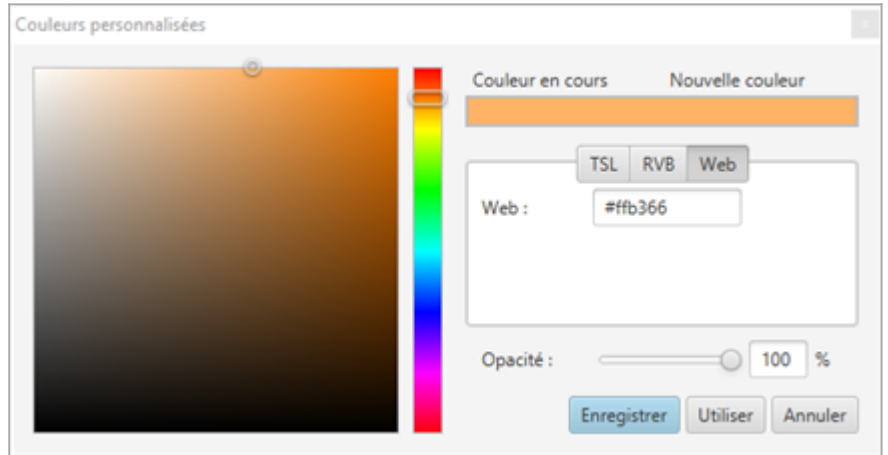 Couleurs personnalisées
Couleur en cours Nouvelle couleur
TSL RVB Web
Web : #ffb366
Opacité : 100 %
Enregistrer Utiliser Annuler